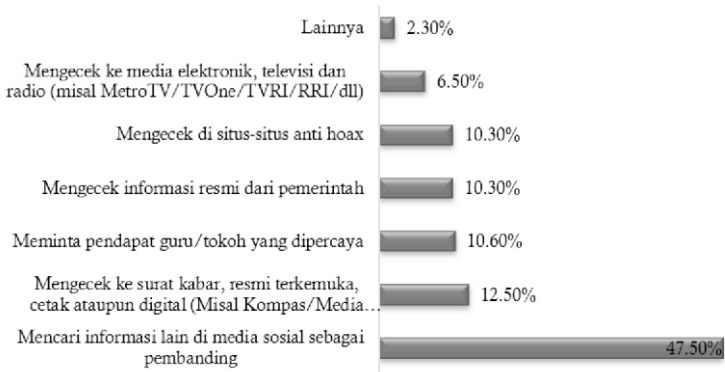 Lainnya
2.30%
Mengecek ke media elektronik, televisi dan
radio (misal MetroTV/TVOne/TVRI/RRI/dll)
6.50%
Mengecek di situs-situs anti hoax
10.30%
Mengecek informasi resmi dari pemerintah
10.30%
Meminta pendapat guru/tokoh yang dipercaya
10.60%
Mengecek ke surat kabar, resmi terkemuka,
cetak ataupun digital (Misal Kompas/Media…
12.50%
Mencari informasi lain di media sosial sebagai
pembanding
47.50%